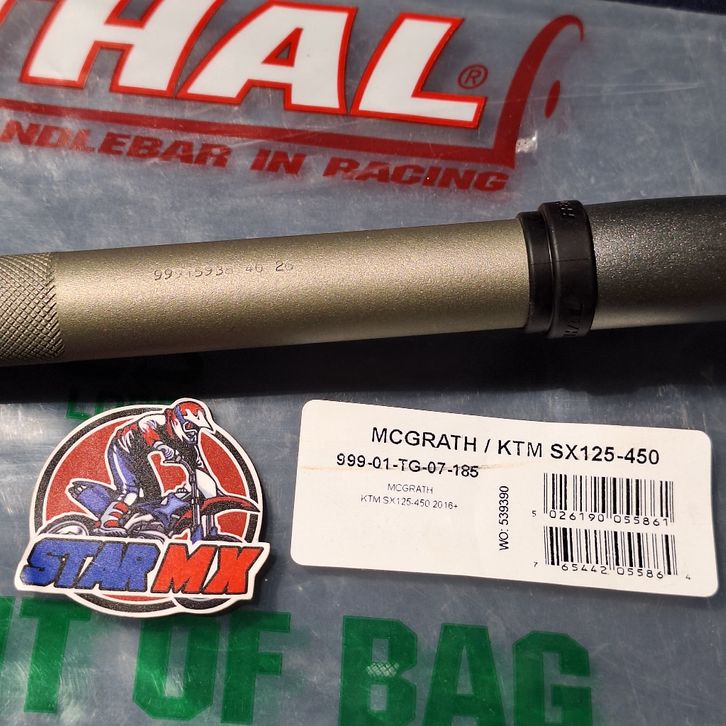 THAL®
NDLEBAR IN RACING
HAL
MCGRATH / KTM SX125-450
999-01-TG-07-185
MCGRATH
KTM SX125-450 2016+
WO: 539390
5 026190 055861
7 65442 05586 4
STAR MX
T OF BAG